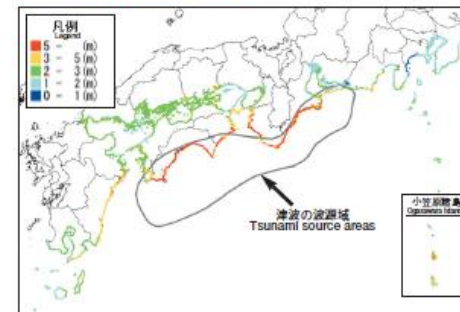 凡例
Legend
5 - (m)
3 - 5(m)
2 - 3(m)
1 - 2(m)
0 - 1(m)
津波の波源域
Tsunami source areas
小笠原諸島
Ogasawara Islands